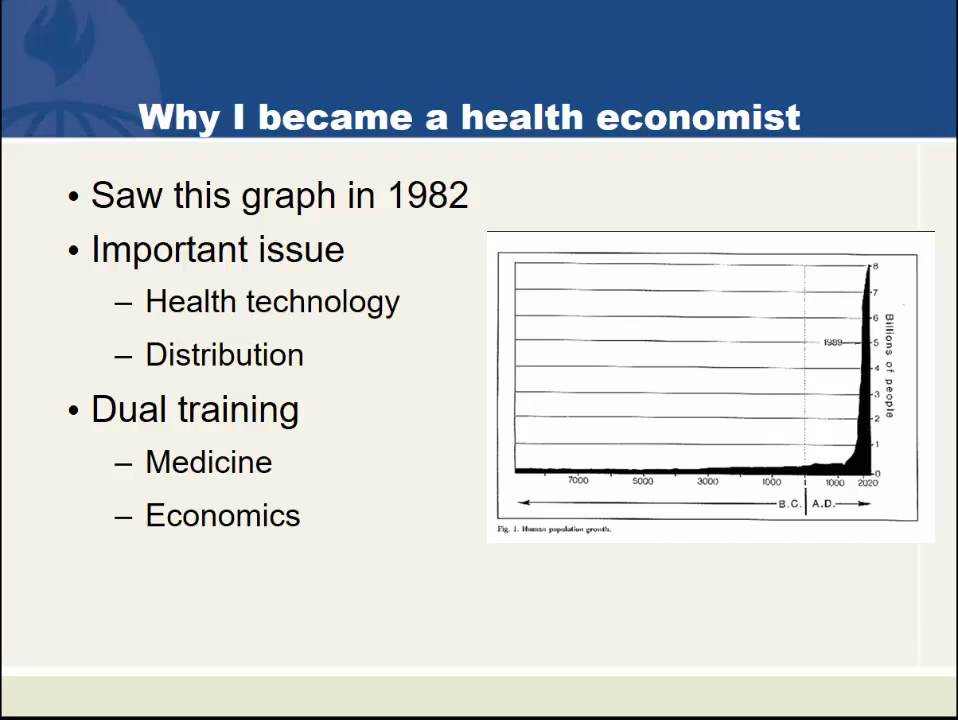 Why I became a health economist
• Saw this graph in 1982
• Important issue
– Health technology
– Distribution
• Dual training
– Medicine
– Economics
8
7
6
1989 5
4
3
2
1
0
Billions of people
7000 5000 3000 1000 1000 2020
B.C. A.D.
Fig. 1. Human population growth.